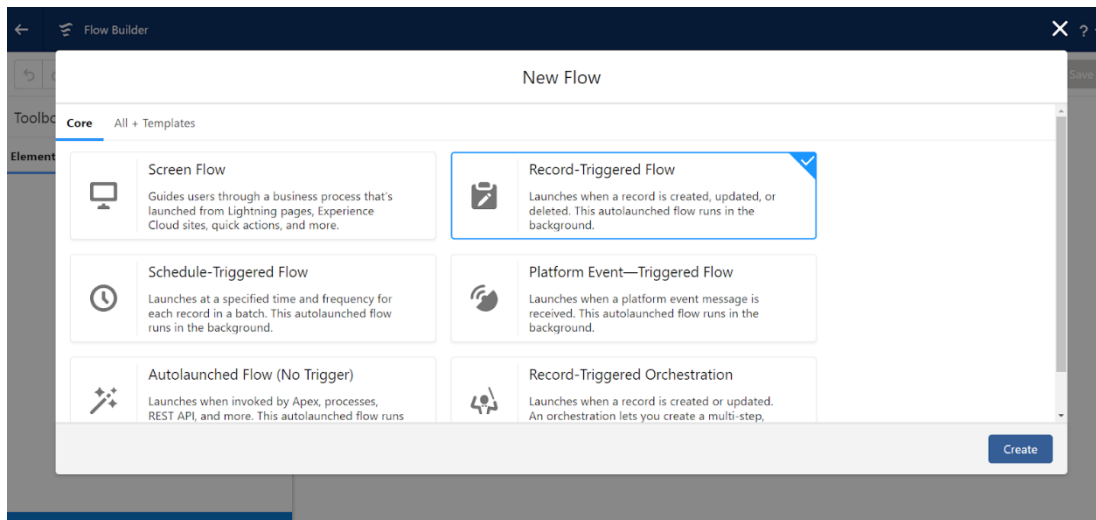 Flow Builder
?
Save
New Flow
Toolbo
Core All + Templates
Element
Screen Flow
Guides users through a business process that's
launched from Lightning pages, Experience
Cloud sites, quick actions, and more.
Record-Triggered Flow
Launches when a record is created, updated, or
deleted. This autolaunched flow runs in the
background.
Schedule-Triggered Flow
Launches at a specified time and frequency for
each record in a batch. This autolaunched flow
runs in the background.
Platform Event—Triggered Flow
Launches when a platform event message is
received. This autolaunched flow runs in the
background.
Autolaunched Flow (No Trigger)
Launches when invoked by Apex, processes,
REST API, and more. This autolaunched flow runs
Record-Triggered Orchestration
Launches when a record is created or updated.
An orchestration lets you create a multi-step,
Create